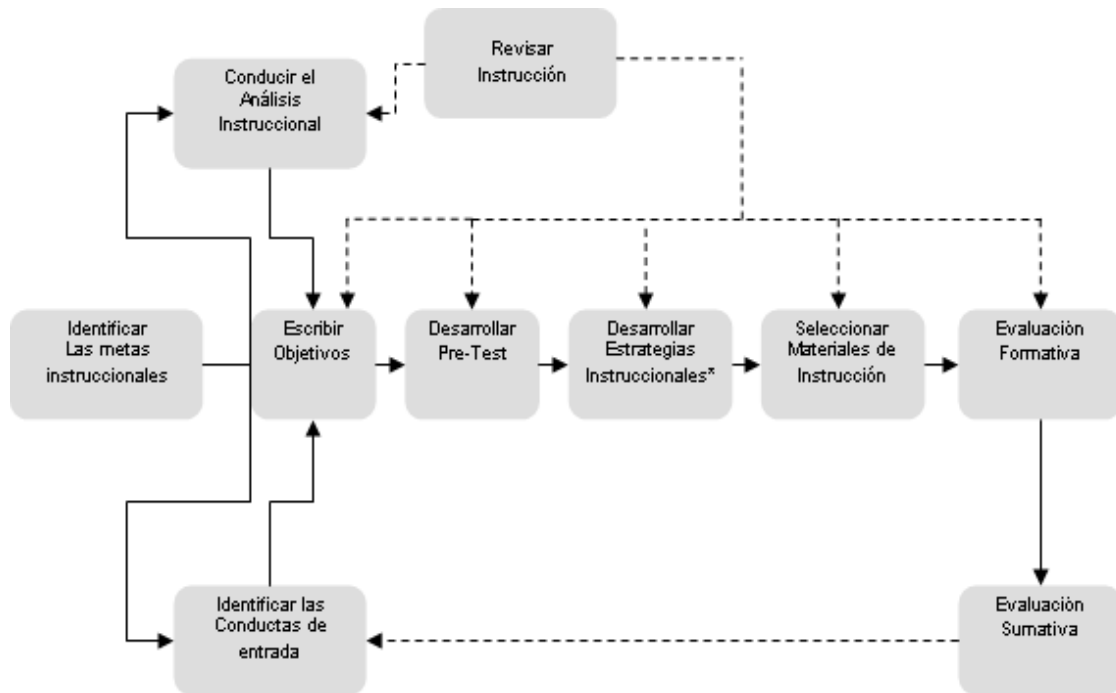 Revisar
Instrucción
Conducir el
Análisis
Instruccional
Identificar
Las metas
instruccionales
Escribir
Objetivos
Desarrollar
Pre-Test
Desarrollar
Estrategias
Instruccionales*
Seleccionar
Materiales de
Instrucción
Evaluación
Formativa
Identificar las
Conductas de
entrada
Evaluación
Sumativa